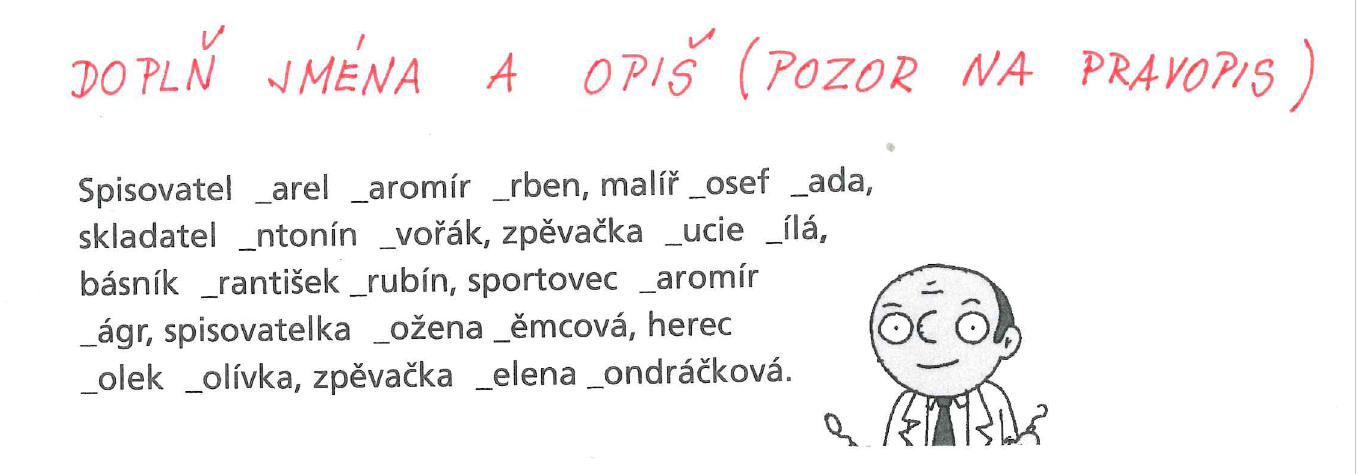 DOPLŇ JMÉNA A OPIŠ (POZOR NA PRAVOPIS)
Spisovatel _arel _aromír _rben, malíř _osef _ada,
skladatel _ntonín _vořák, zpěvačka _ucie _ílá,
básník _rantišek _rubín, sportovec _aromír
_ágr, spisovatelka _ožena _ěmcová, herec
_olek _olívka, zpěvačka _elena _ondráčková.